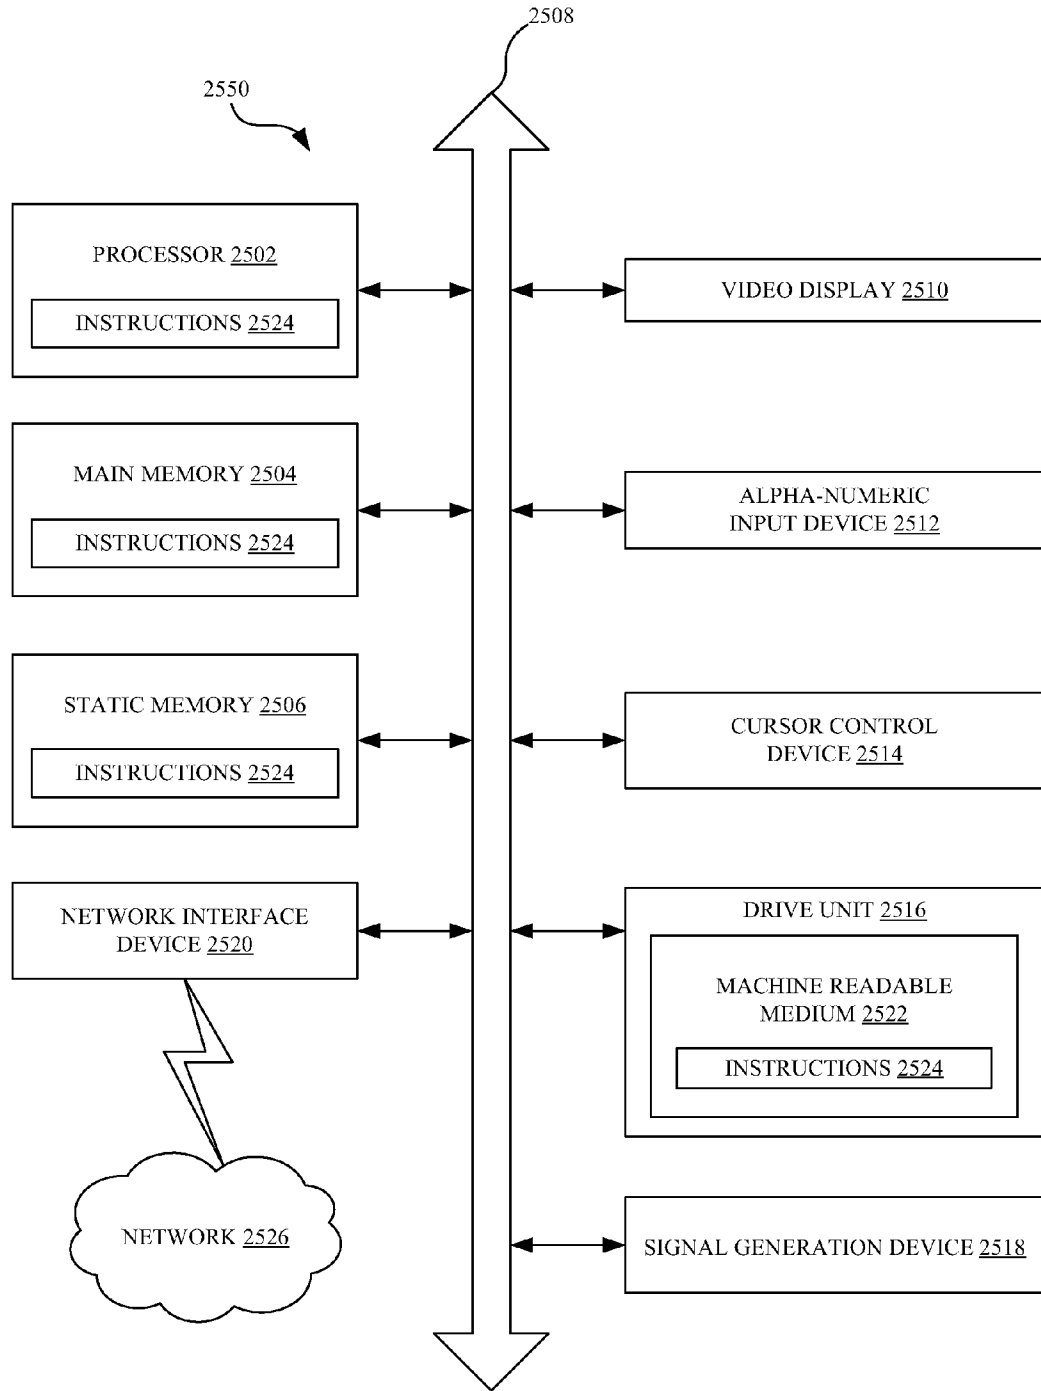 2508
2550
PROCESSOR 2502
INSTRUCTIONS 2524
MAIN MEMORY 2504
INSTRUCTIONS 2524
STATIC MEMORY 2506
INSTRUCTIONS 2524
NETWORK INTERFACE
DEVICE 2520
NETWORK 2526
VIDEO DISPLAY 2510
ALPHA-NUMERIC
INPUT DEVICE 2512
CURSOR CONTROL
DEVICE 2514
DRIVE UNIT 2516
MACHINE READABLE
MEDIUM 2522
INSTRUCTIONS 2524
SIGNAL GENERATION DEVICE 2518